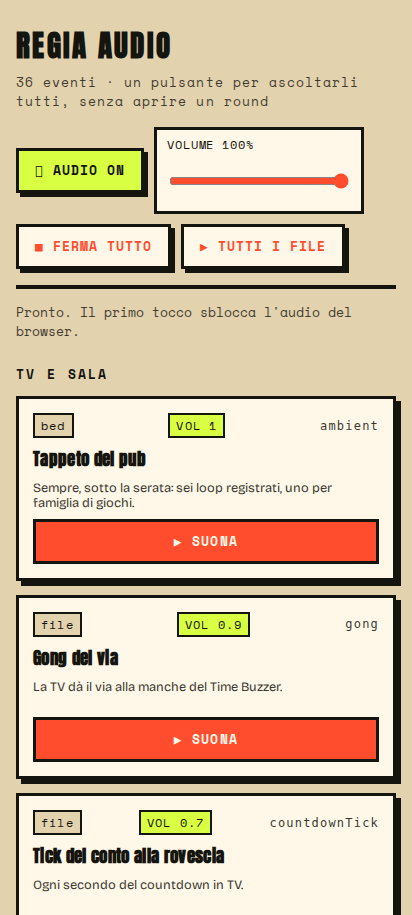 REGIA AUDIO
36 eventi · un pulsante per ascoltarli
tutti, senza aprire un round
AUDIO ON
VOLUME 100%
■ FERMA TUTTO
▶ TUTTI I FILE
Pronto. Il primo tocco sblocca l'audio del
browser.
TV E SALA
bed
VOL 1
ambient
Tappeto del pub
Sempre, sotto la serata: sei loop registrati, uno per
famiglia di giochi.
▶ SUONA
file
VOL 0.9
gong
Gong del via
La TV dà il via alla manche del Time Buzzer.
▶ SUONA
file
VOL 0.7
countdownTick
Tick del conto alla rovescia
Ogni secondo del countdown in TV.